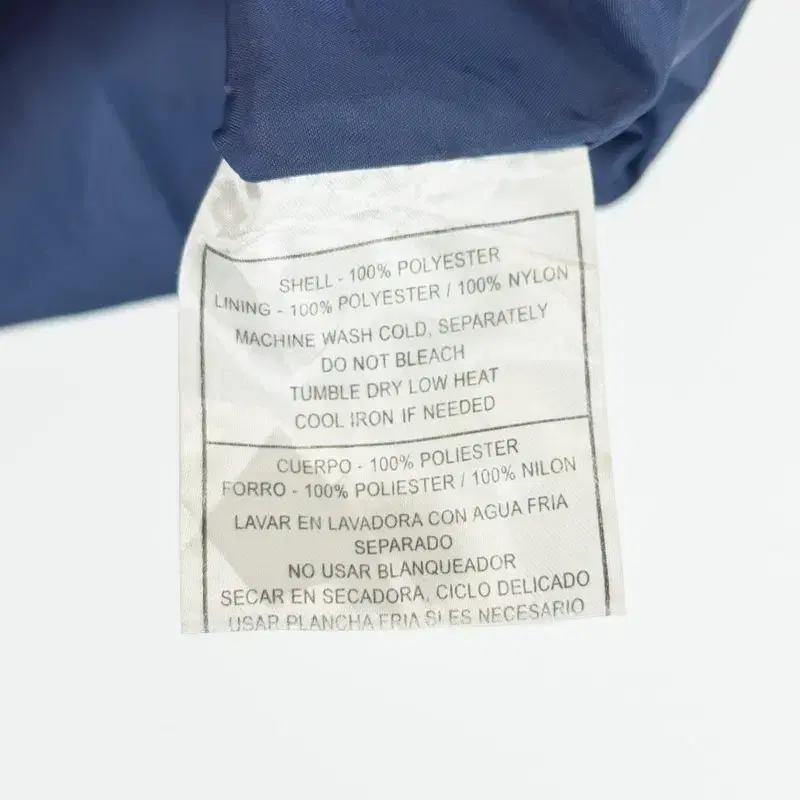 SHELL - 100% POLYESTER
LINING - 100% POLYESTER / 100% NYLON
MACHINE WASH COLD, SEPARATELY
DO NOT BLEACH
TUMBLE DRY LOW HEAT
COOL IRON IF NEEDED
CUERPO - 100% POLIESTER
FORRO - 100% POLIESTER / 100% NILON
LAVAR EN LAVADORA CON AGUA FRIA
SEPARADO
NO USAR BLANQUEADOR
SECAR EN SECADORA, CICLO DELICADO
USAR PLANCHA FRIA SI ES NECESARIO